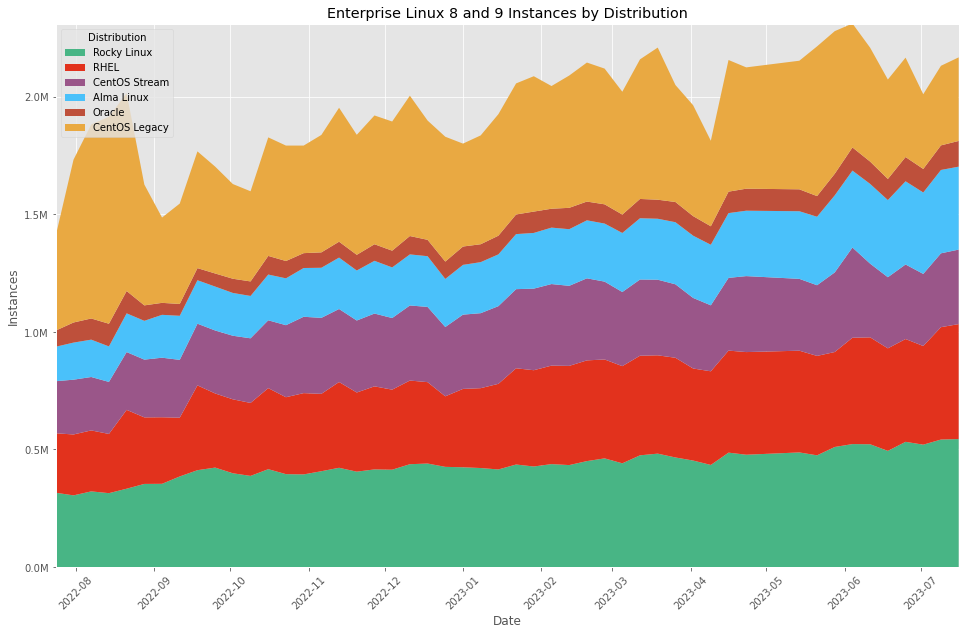 Enterprise Linux 8 and 9 Instances by Distribution
Distribution
Rocky Linux
RHEL
CentOS Stream
Alma Linux
Oracle
CentOS Legacy
Instances
2.0M
1.5M
1.0M
0.5M
0.0M
2022-08
2022-09
2022-10
2022-11
2022-12
2023-01
2023-02
2023-03
2023-04
2023-05
2023-06
2023-07
Date